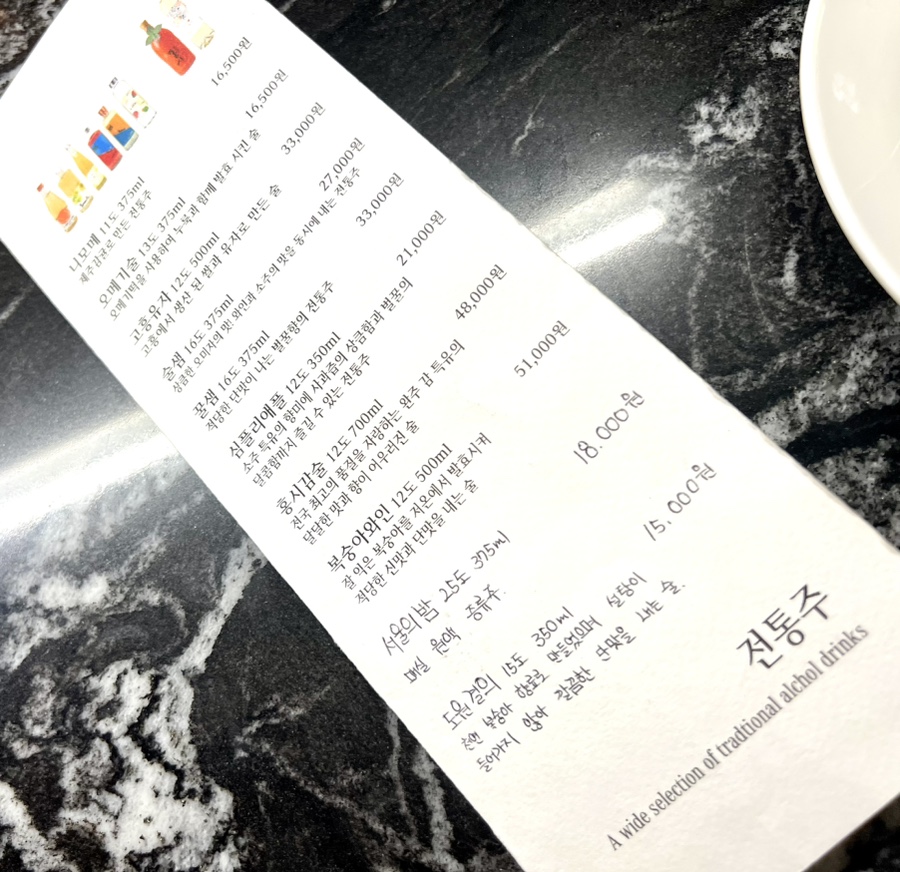 니모메 11도 375ml 16,500원
제주감귤로 만든 전통주
오메기술 13도 375ml 16,500원
오메기떡을 사용하여 누룩과 함께 발효 시킨 술
고흥유자 12도 500ml 33,000원
고흥에서 생산 된 쌀과 유자로 만든 술
술샘 16도 375ml 27,000원
상큼한 오미자의 맛 와인과 소주의 맛을 동시에 내는 전통주
꿀샘 16도 375ml 33,000원
적당한 단맛이 나는 벌꿀향의 전통주
심플리애플 12도 350ml 21,000원
소주 특유의 향미에 사과즙의 상큼함과 벌꿀의
달콤함까지 즐길 수 있는 전통주
홍시감술 12도 700ml 48,000원
전국 최고의 품질을 자랑하는 완주 감 특유의
달달한 맛과 향이 어우러진 술
복숭아와인 12도 500ml 51,000원
잘 익은 복숭아를 저온에서 발효시켜
적당한 신맛과 단맛을 내는 술
서울의밤 25도 375ml 18.000원
매실 원액 증류주.
도원결의 15도 350ml 15.000원
천연 복숭아 향료로 만들었으며 설탕이
들어가지 않아 깔끔한 단맛을 내는 술.
전통주
A wide selection of tradtional alchol drinks